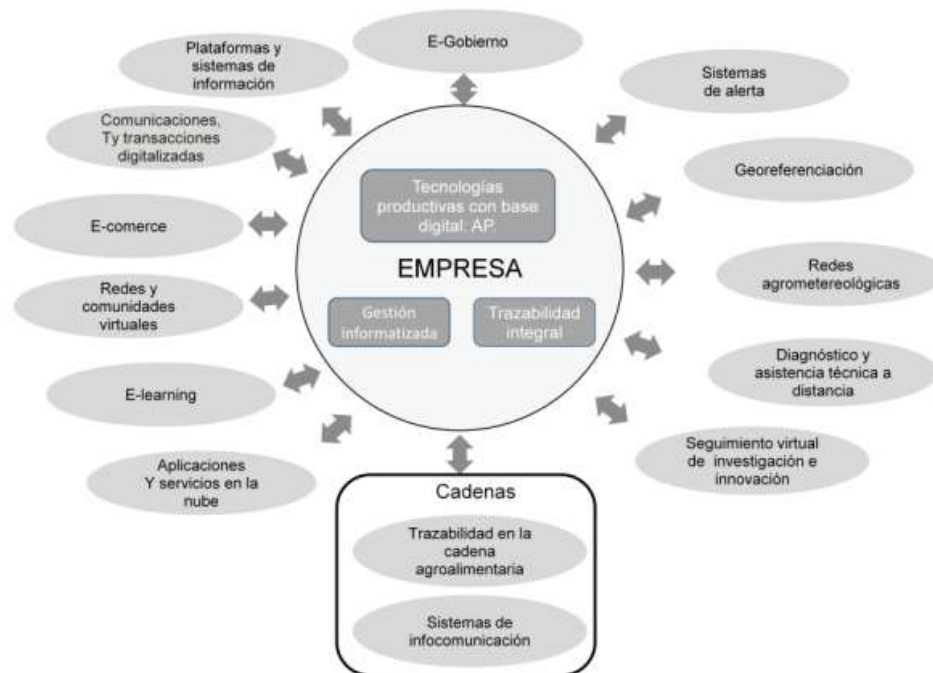 E-Gobierno
Plataformas y
sistemas de
información
Sistemas
de alerta
Comunicaciones,
Ty transacciones
digitalizadas
Georeferenciación
Tecnologías
productivas con base
digital: AP.
E-comerce
EMPRESA
Redes
agrometereológicas
Redes y
comunidades
virtuales
Gestión
informatizada
Trazabilidad
integral
Diagnóstico y
asistencia técnica a
distancia
E-learning
Seguimiento virtual
de investigación e
innovación
Aplicaciones
Y servicios en la
nube
Cadenas
Trazabilidad en la
cadena
agroalimentaria
Sistemas de
infocomunicación